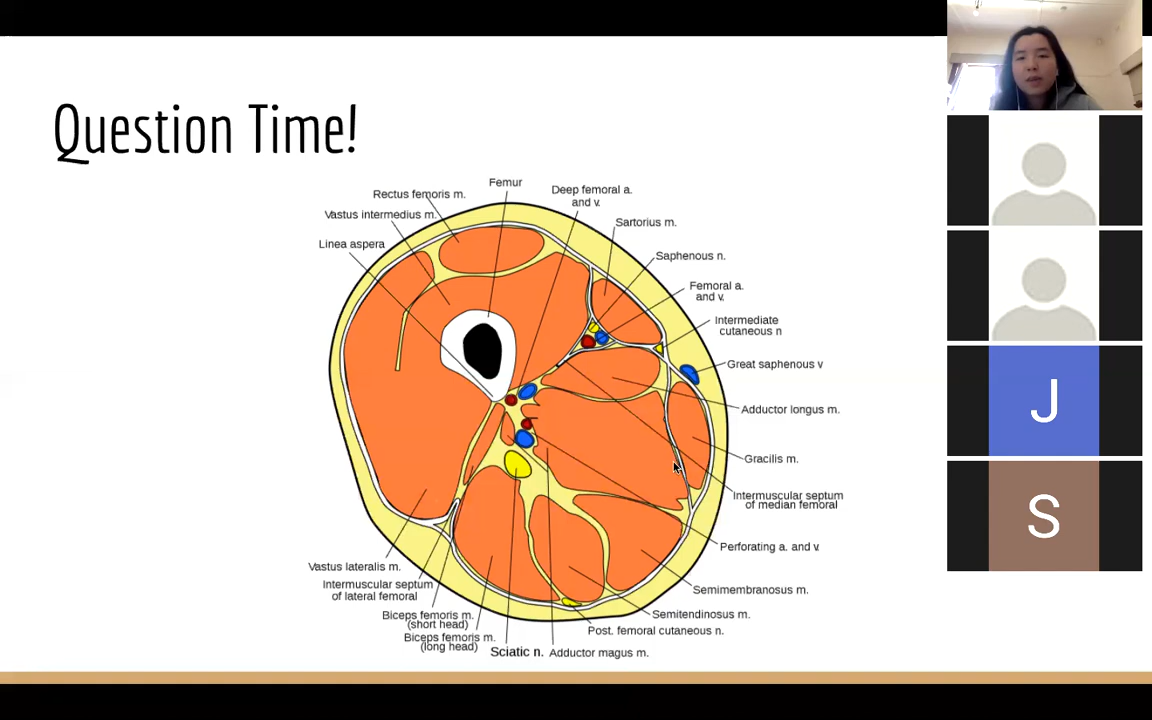 Question Time!
Femur
Rectus femoris m.
Deep femoral a.
and v.
Vastus intermedius m.
Sartorius m.
Linea aspera
Saphenous n.
Femoral a.
and v.
Intermediate
cutaneous n
Great saphenous v
Adductor longus m.
Gracilis m.
Intermuscular septum
of median femoral
Perforating a. and v.
Vastus lateralis m.
Intermuscular septum
of lateral femoral
Semimembranosus m.
Biceps femoris m.
(short head)
Semitendinosus m.
Post. femoral cutaneous n.
Biceps femoris m.
(long head)
Sciatic n.
Adductor magus m.
J
S